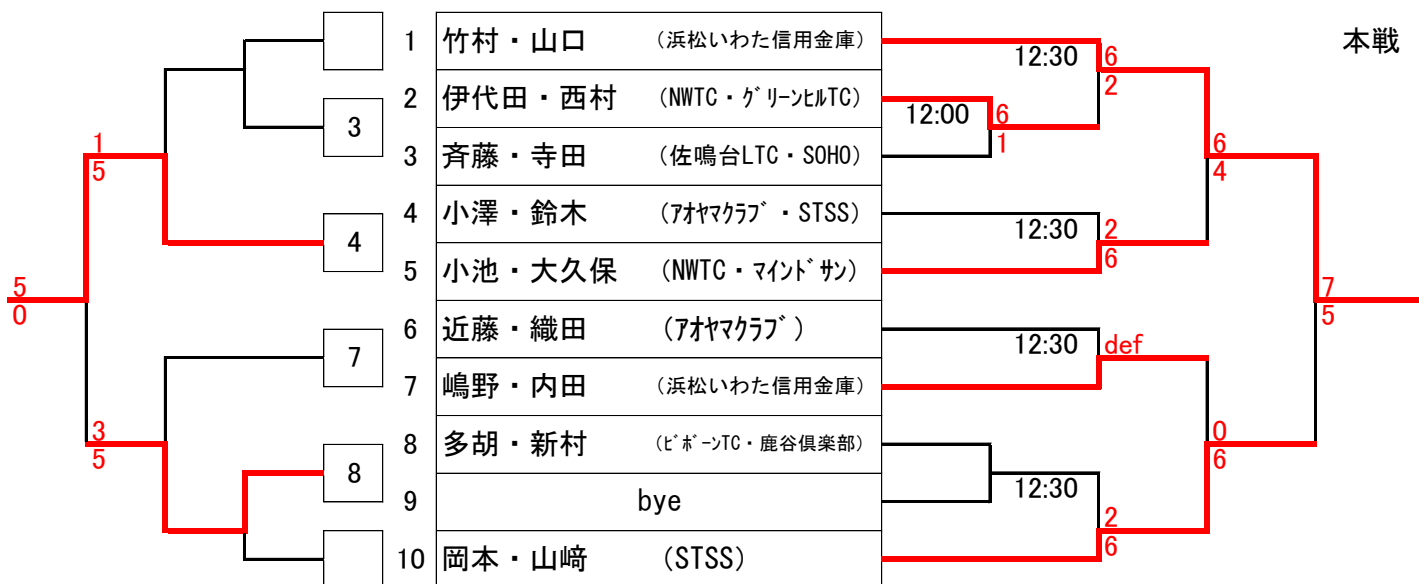 本戦
1 竹村・山口 (浜松いわた信用金庫)
12:30 6
2
2 伊代田・西村 (NWTC・グリーンヒルTC)
3
12:00 6
1
3 斉藤・寺田 (佐鳴台LTC・SOHO)
1
5
6
4
4 小澤・鈴木 (アオヤマクラブ・STSS)
4
12:30 2
6
5 小池・大久保 (NWTC・マインドサン)
5
0
7
5
6 近藤・織田 (アオヤマクラブ)
7
12:30 def
7 嶋野・内田 (浜松いわた信用金庫)
3
5
0
6
8 多胡・新村 (ビボーンTC・鹿谷倶楽部)
8
12:30
9 bye
2
6
10 岡本・山﨑 (STSS)